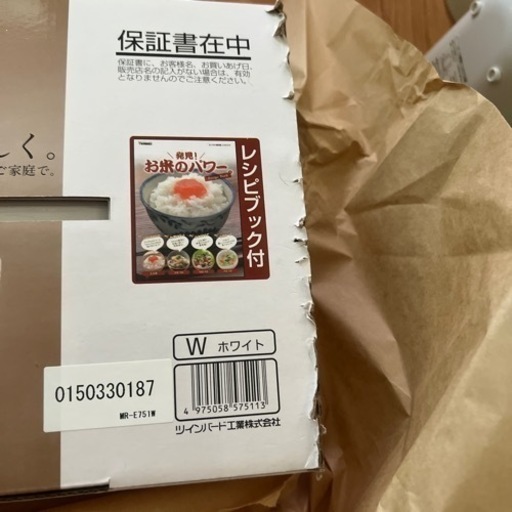 保証書在中
保証書に、お客様名、お買いあげ日、
販売店名の記入がない場合は、有効
となりませんのでご注意ください。
く。
ご家庭で。
発見!
お米のパワー
レシピブック付
W ホワイト
0150330187
MR-E751W
4 975058 575113
ツインバード工業株式会社